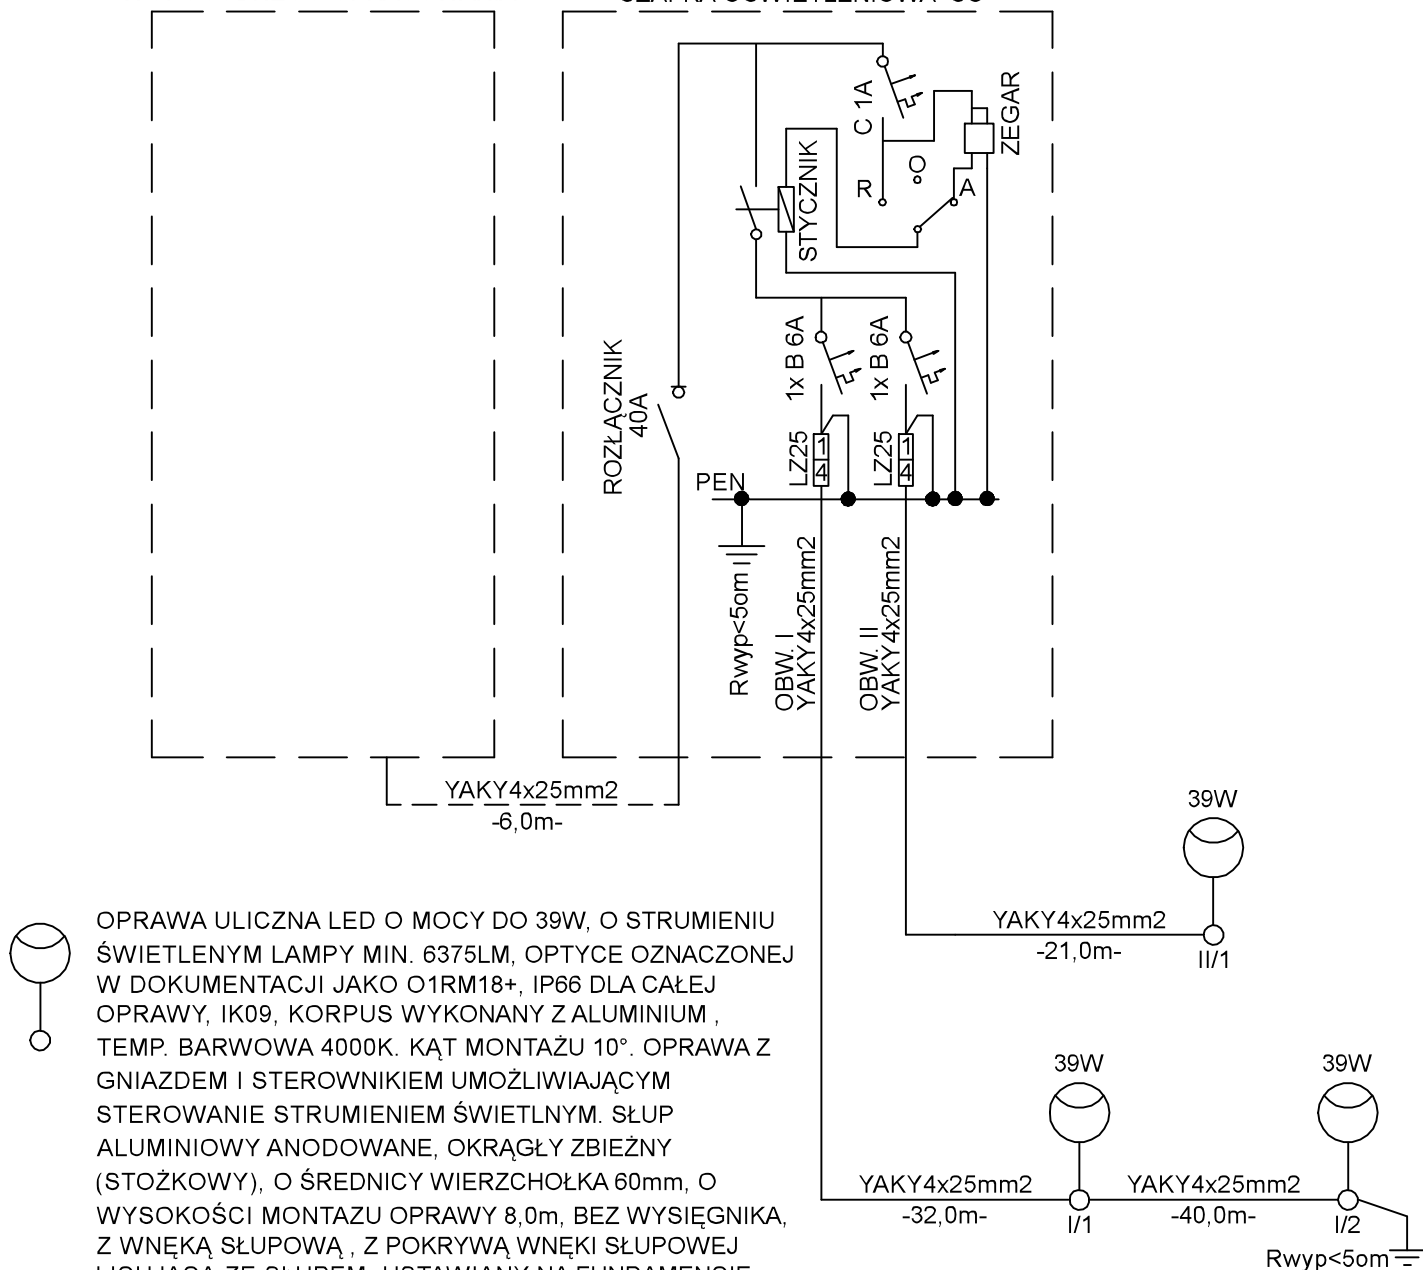 C 1A
ZEGAR
O
R
A
STYCZNIK
1x B 6A
1x B 6A
ROZŁĄCZNIK
40A
LZ25
1
4
LZ25
1
4
PEN
Rwyp<5om
OBW. I
YAKY4x25mm2
OBW. II
YAKY4x25mm2
YAKY4x25mm2
-6,0m-
39W
YAKY4x25mm2
-21,0m-
II/1
OPRAWA ULICZNA LED O MOCY DO 39W, O STRUMIENIU
ŚWIETLENYM LAMPY MIN. 6375LM, OPTYCE OZNACZONEJ
W DOKUMENTACJI JAKO O1RM18+, IP66 DLA CAŁEJ
OPRAWY, IK09, KORPUS WYKONANY Z ALUMINIUM ,
TEMP. BARWOWA 4000K. KĄT MONTAŻU 10°. OPRAWA Z
GNIAZDEM I STEROWNIKIEM UMOŻLIWIAJĄCYM
STEROWANIE STRUMIENIEM ŚWIETLNYM. SŁUP
ALUMINIOWY ANODOWANE, OKRĄGŁY ZBIEŻNY
(STOŻKOWY), O ŚREDNICY WIERZCHOŁKA 60mm, O
WYSOKOŚCI MONTAZU OPRAWY 8,0m, BEZ WYSIĘGNIKA,
Z WNĘKĄ SŁUPOWĄ , Z POKRYWĄ WNĘKI SŁUPOWEJ
39W
39W
YAKY4x25mm2
-32,0m-
I/1
YAKY4x25mm2
-40,0m-
I/2
Rwyp<5om